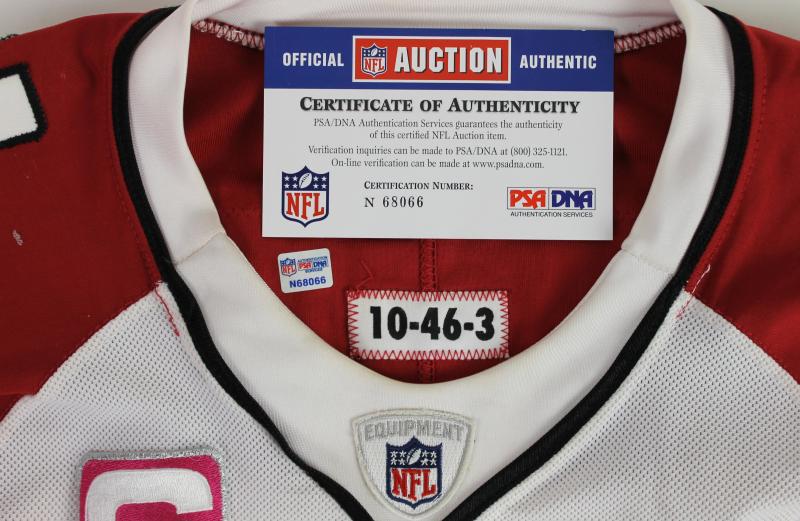 OFFICIAL NFL AUCTION AUTHENTIC
CERTIFICATE OF AUTHENTICITY
PSA/DNA Authentication Services guarantees the authenticity
of this certified NFL Auction item.
Verification inquiries can be made to PSA/DNA at (800) 325-1121.
On-line verification can be made at www.psadna.com.
CERTIFICATION NUMBER:
N 68066
NFL
PSA DNA
AUTHENTICATION SERVICES
NFL
PSA DNA
N68066
10-46-3
EQUIPMENT
NFL